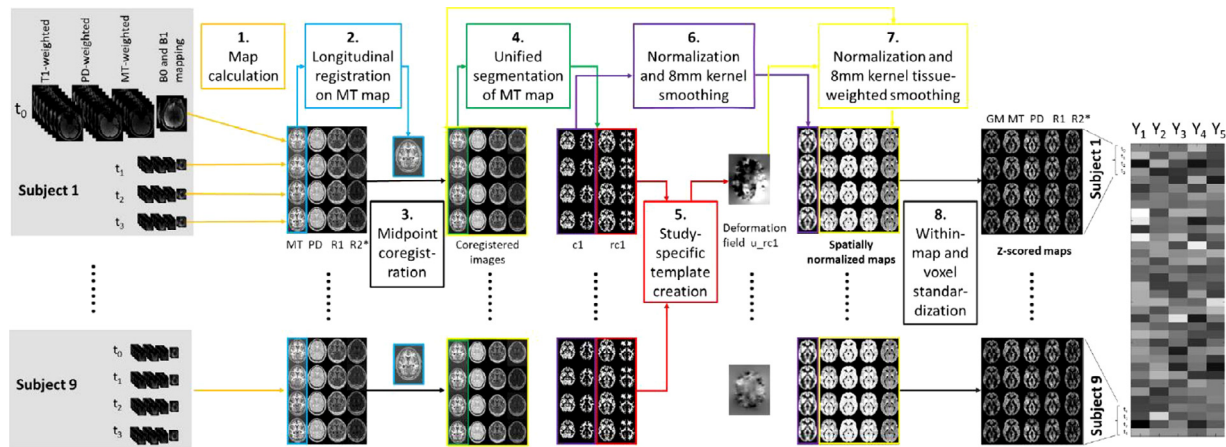 T1-weighted
PD-weighted
MT-weighted
B0 and B1
mapping
t0
t1
t2
t3
Subject 1
1.
Map
calculation
2.
Longitudinal
registration
on MT map
3.
Midpoint
coregist-
ration
4.
Unified
segmentation
of MT map
5.
Study-
specific
template
creation
6.
Normalization
and 8mm kernel
smoothing
7.
Normalization and
8mm kernel tissue-
weighted smoothing
8.
Within-
map and
voxel
standar-
dization
MT PD R1 R2*
Coregistered
images
c1 rc1
Deformation
field u_rc1
Spatially
normalized maps
GM MT PD R1 R2*
Z-scored maps
Subject 1
Y1 Y2 Y3 Y4 Y5
Subject 9
t0
t1
t2
t3
Subject 9